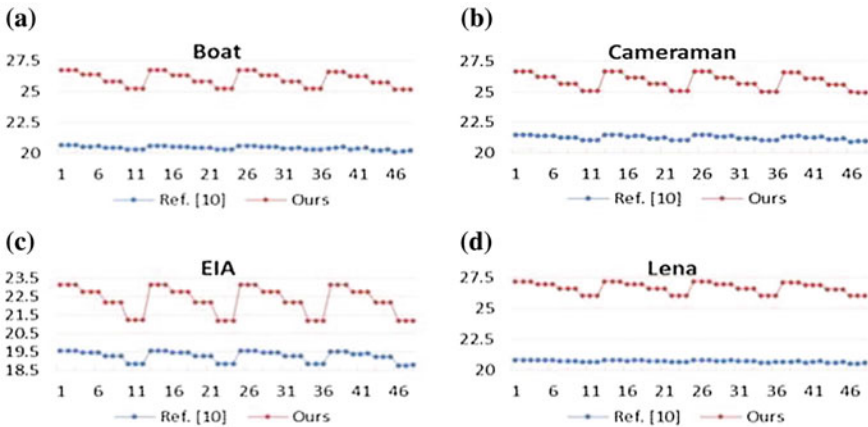 (a)
Boat
27.5
25
22.5
20
1 6 11 16 21 26 31 36 41 46
Ref. [10] Ours
(b)
Cameraman
27.5
25
22.5
20
1 6 11 16 21 26 31 36 41 46
Ref. [10] Ours
(c)
EIA
23.5
22.5
21.5
20.5
19.5
18.5
1 6 11 16 21 26 31 36 41 46
Ref. [10] Ours
(d)
Lena
27.5
25
22.5
20
1 6 11 16 21 26 31 36 41 46
Ref. [10] Ours